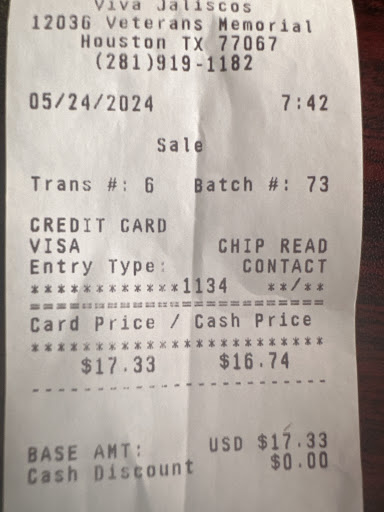 Viva Jaliscos
12036 Veterans Memorial
Houston TX 77067
(281)919-1182
05/24/2024 7:42
Sale
Trans #: 6 Batch #: 73
CREDIT CARD
VISA CHIP READ
Entry Type: CONTACT
************1134 **/**
=========================
Card Price / Cash Price
*************************
$17.33 $16.74
-------------------------
BASE AMT: USD $17.33
Cash Discount $0.00